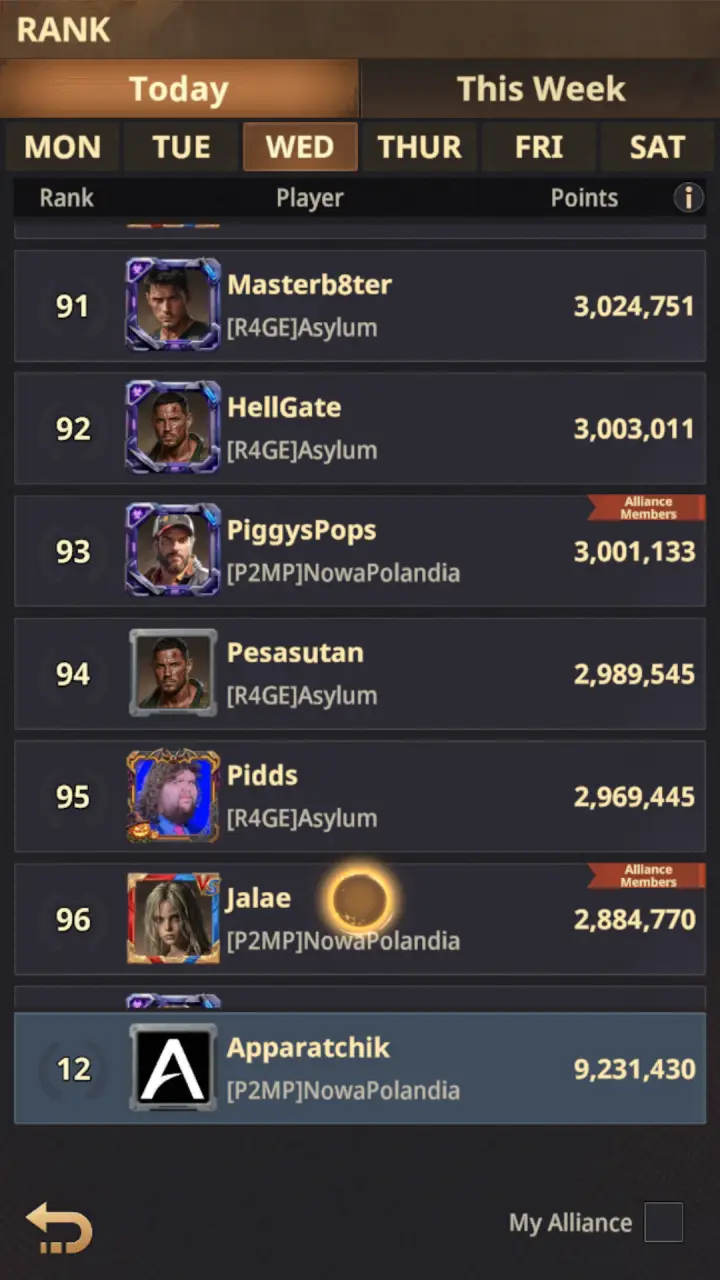 RANK
Today This Week
MON TUE WED THUR FRI SAT
Rank Player Points i
91 Masterb8ter 3,024,751
[R4GE]Asylum
92 HellGate 3,003,011
[R4GE]Asylum
Alliance
Members
93 PiggysPops 3,001,133
[P2MP]NowaPolandia
94 Pesasutan 2,989,545
[R4GE]Asylum
95 Pidds 2,969,445
[R4GE]Asylum
VS
Alliance
Members
96 Jalae 2,884,770
[P2MP]NowaPolandia
12 Apparatchik 9,231,430
[P2MP]NowaPolandia
My Alliance